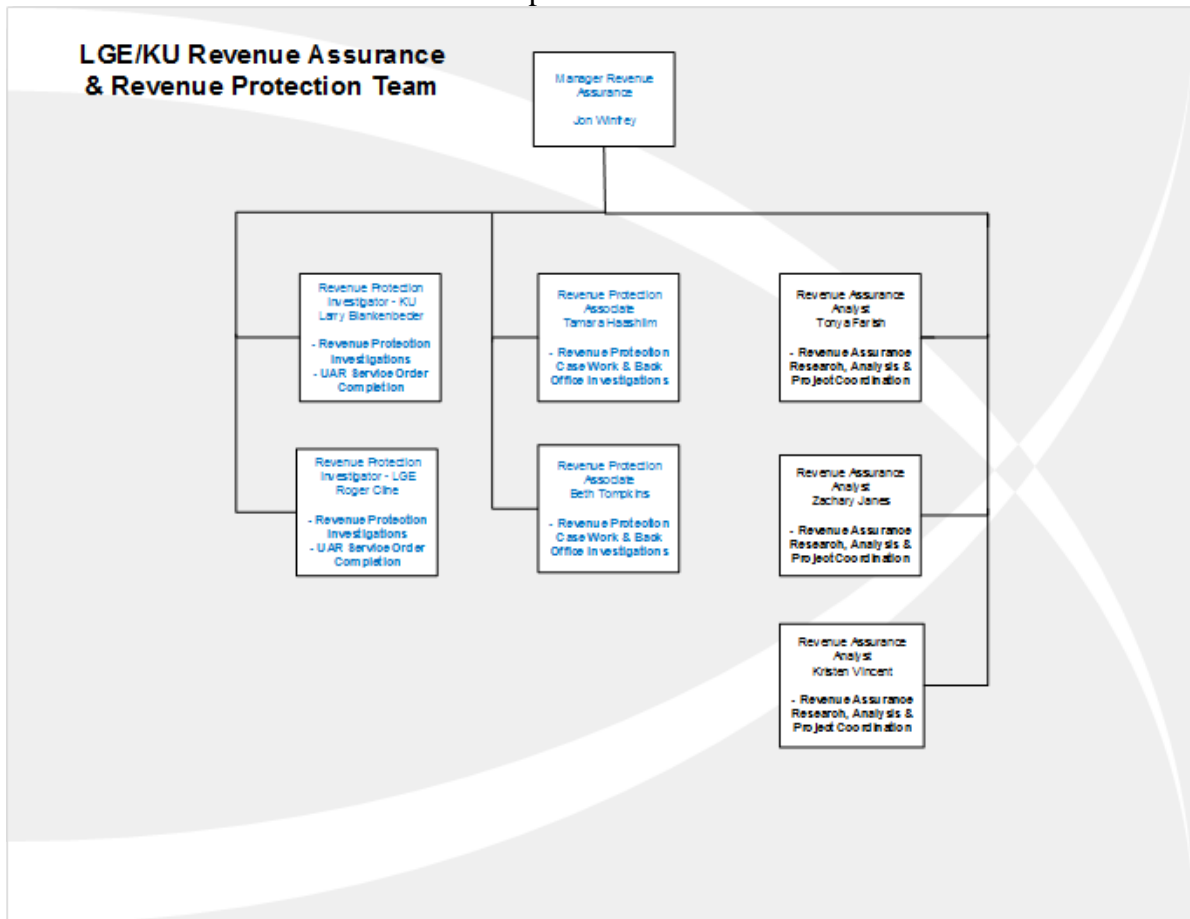 LGE/KU Revenue Assurance
& Revenue Protection Team
Manager Revenue
Assurance
Jon Winfrey
Revenue Protection
Investigator - KU
Larry Blankenbeder
- Revenue Protection
Investigations
- UAR Service Order
Completion
Revenue Protection
Associate
Tamara Haashiim
- Revenue Protection
Case Work & Back
Office Investigations
Revenue Assurance
Analyst
Tonya Farish
- Revenue Assurance
Research, Analysis &
Project Coordination
Revenue Protection
Investigator - LGE
Roger Cline
- Revenue Protection
Investigations
- UAR Service Order
Completion
Revenue Protection
Associate
Beth Tompkins
- Revenue Protection
Case Work & Back
Office Investigations
Revenue Assurance
Analyst
Zachary Janes
- Revenue Assurance
Research, Analysis &
Project Coordination
Revenue Assurance
Analyst
Kristen Vincent
- Revenue Assurance
Research, Analysis &
Project Coordination